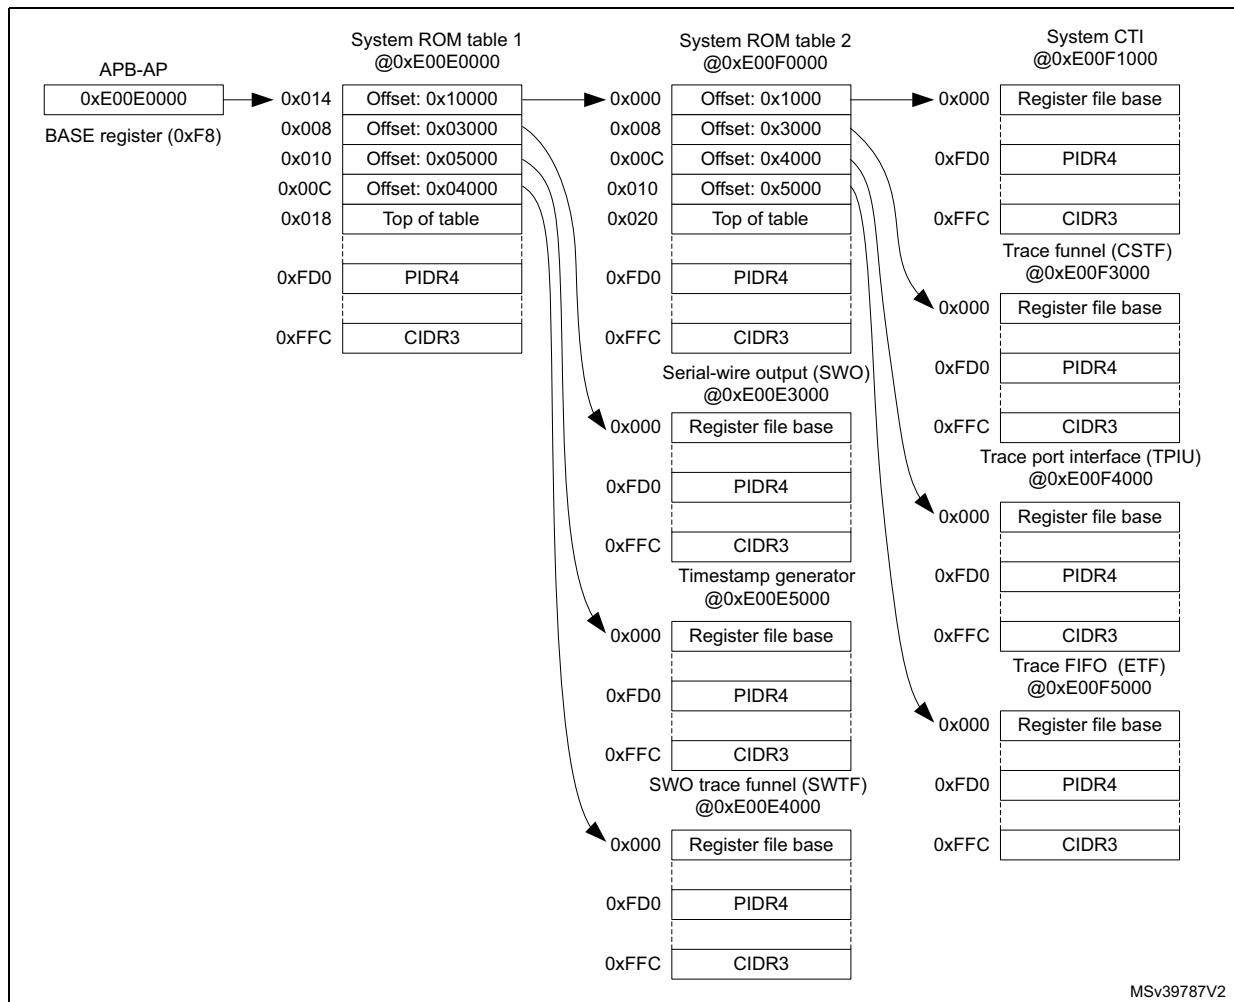 APB-AP
0xE00E0000
BASE register (0xF8)
System ROM table 1
@0xE00E0000
0x014 Offset: 0x10000
0x008 Offset: 0x03000
0x010 Offset: 0x05000
0x00C Offset: 0x04000
0x018 Top of table
0xFD0 PIDR4
0xFFC CIDR3
System ROM table 2
@0xE00F0000
0x000 Offset: 0x1000
0x008 Offset: 0x3000
0x00C Offset: 0x4000
0x010 Offset: 0x5000
0x020 Top of table
0xFD0 PIDR4
0xFFC CIDR3
Serial-wire output (SWO)
@0xE00E3000
0x000 Register file base
0xFD0 PIDR4
0xFFC CIDR3
Timestamp generator
@0xE00E5000
0x000 Register file base
0xFD0 PIDR4
0xFFC CIDR3
SWO trace funnel (SWTF)
@0xE00E4000
0x000 Register file base
0xFD0 PIDR4
0xFFC CIDR3
System CTI
@0xE00F1000
0x000 Register file base
0xFD0 PIDR4
0xFFC CIDR3
Trace funnel (CSTF)
@0xE00F3000
0x000 Register file base
0xFD0 PIDR4
0xFFC CIDR3
Trace port interface (TPIU)
@0xE00F4000
0x000 Register file base
0xFD0 PIDR4
0xFFC CIDR3
Trace FIFO (ETF)
@0xE00F5000
0x000 Register file base
0xFD0 PIDR4
0xFFC CIDR3
MSv39787V2